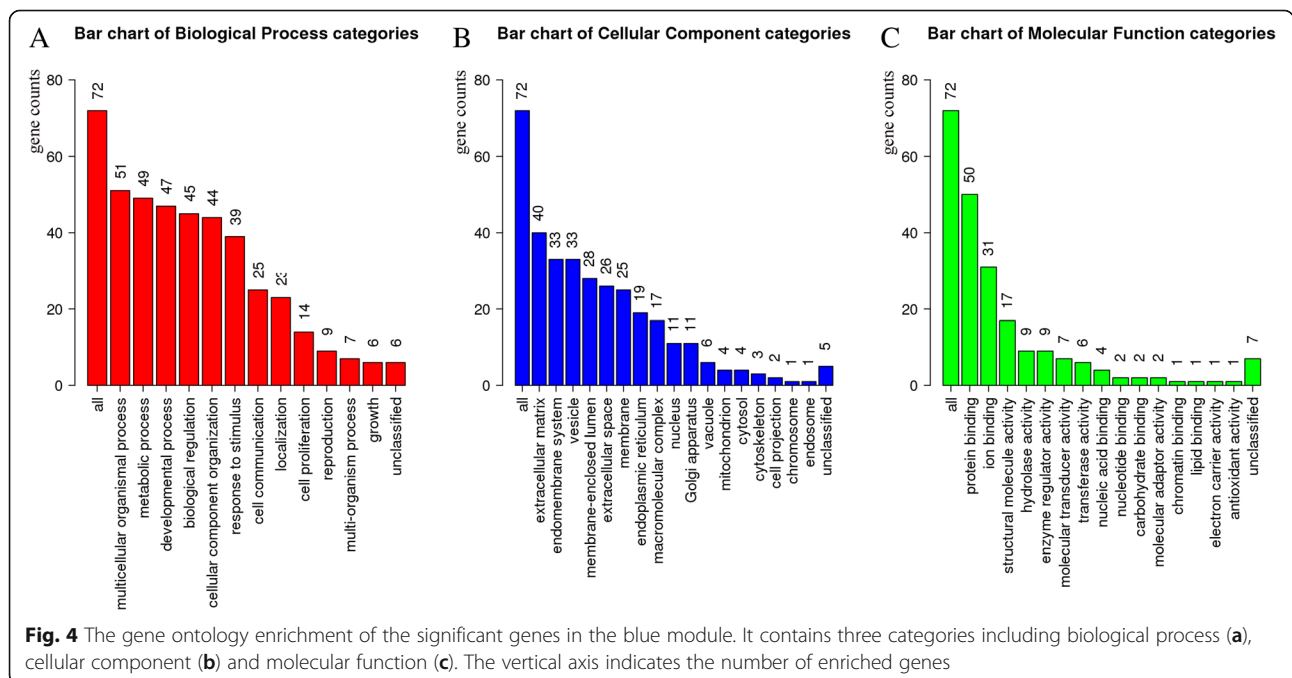 A
Bar chart of Biological Process categories
gene counts
80
60
40
20
0
72
51
49
47
45
44
39
25
23
14
9
7
6
6
all
multicellular organismal process
metabolic process
developmental process
biological regulation
cellular component organization
response to stimulus
cell communication
localization
cell proliferation
reproduction
multi-organism process
growth
unclassified
B
Bar chart of Cellular Component categories
gene counts
80
60
40
20
0
72
40
33
33
28
26
25
19
17
11
11
6
4
4
3
2
1
1
5
all
extracellular matrix
endomembrane system
vesicle
membrane-enclosed lumen
extracellular space
membrane
endoplasmic reticulum
macromolecular complex
nucleus
Golgi apparatus
vacuole
mitochondrion
cytosol
cytoskeleton
cell projection
chromosome
endosome
unclassified
C
Bar chart of Molecular Function categories
gene counts
80
60
40
20
0
72
50
31
17
9
9
7
6
4
2
2
2
1
1
1
1
7
all
protein binding
ion binding
structural molecule activity
hydrolase activity
enzyme regulator activity
molecular transducer activity
transferase activity
nucleic acid binding
nucleotide binding
carbohydrate binding
molecular adaptor activity
chromatin binding
lipid binding
electron carrier activity
antioxidant activity
unclassified
Fig. 4 The gene ontology enrichment of the significant genes in the blue module. It contains three categories including biological process (a),
cellular component (b) and molecular function (c). The vertical axis indicates the number of enriched genes